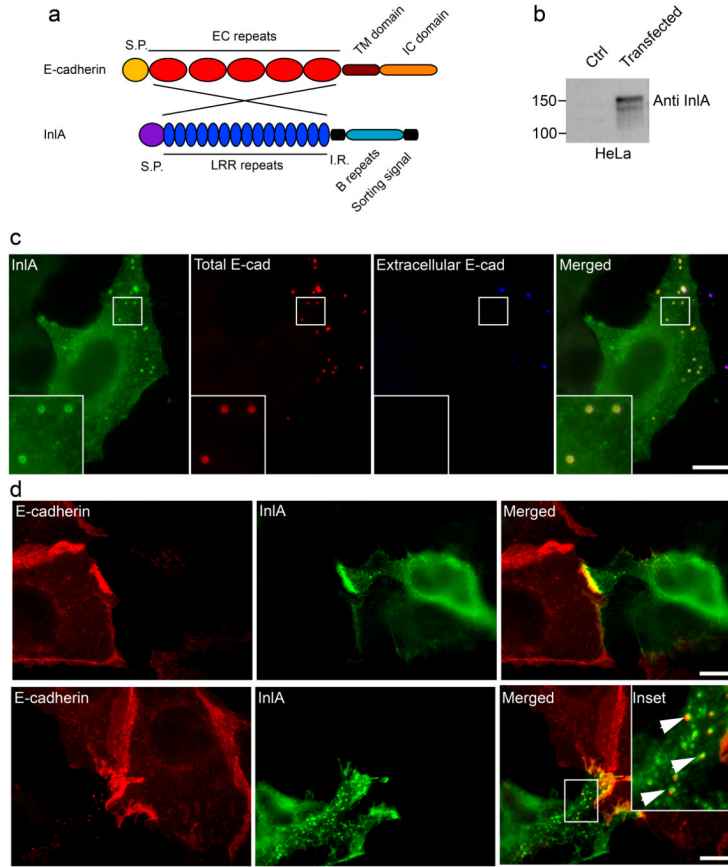 a
S.P.
EC repeats
TM domain
IC domain
E-cadherin
InlA
S.P.
LRR repeats
I.R.
B repeats
Sorting signal
b
Ctrl
Transfected
150
100
Anti InlA
HeLa
c
InlA
Total E-cad
Extracellular E-cad
Merged
d
E-cadherin
InlA
Merged
E-cadherin
InlA
Merged
Inset